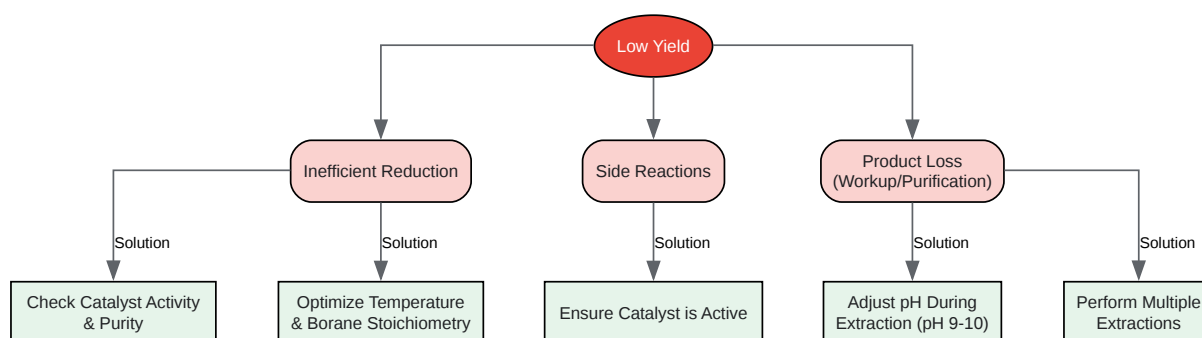 Low Yield
Inefficient Reduction
Side Reactions
Product Loss
(Workup/Purification)
Solution
Solution
Solution
Solution
Solution
Check Catalyst Activity
& Purity
Optimize Temperature
& Borane Stoichiometry
Ensure Catalyst is Active
Adjust pH During
Extraction (pH 9-10)
Perform Multiple
Extractions